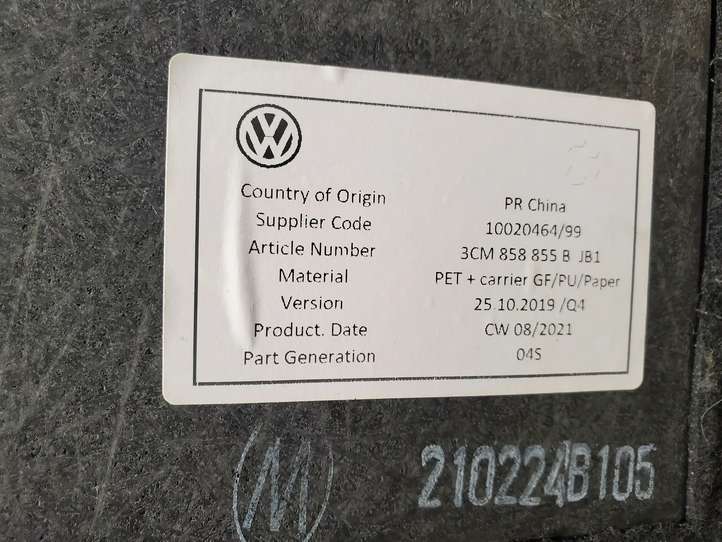 VW
Country of Origin PR China
Supplier Code 10020464/99
Article Number 3CM 858 855 B JB1
Material PET + carrier GF/PU/Paper
Version 25.10.2019 /Q4
Product. Date CW 08/2021
Part Generation 04S
M 210224B105